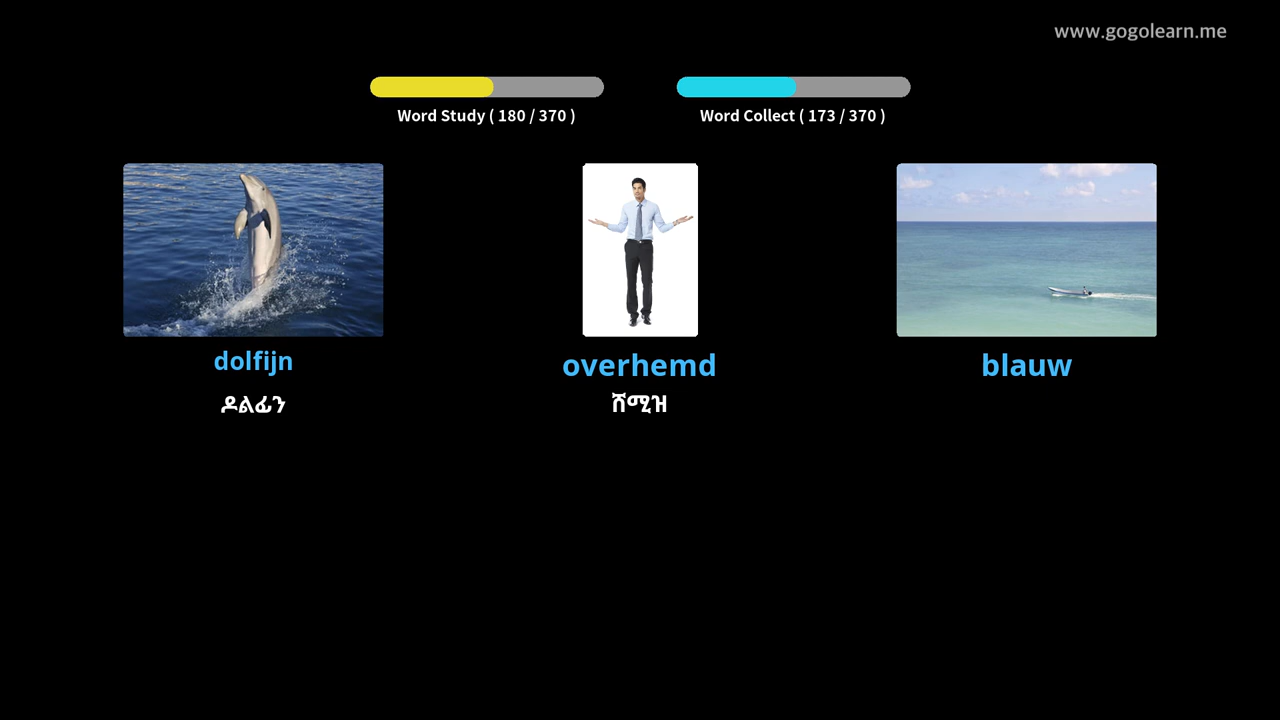 www.gogolearn.me
Word Study ( 180 / 370 )
Word Collect ( 173 / 370 )
dolfijn
overhemd
blauw
ዶልፊን
ሸሚዝ